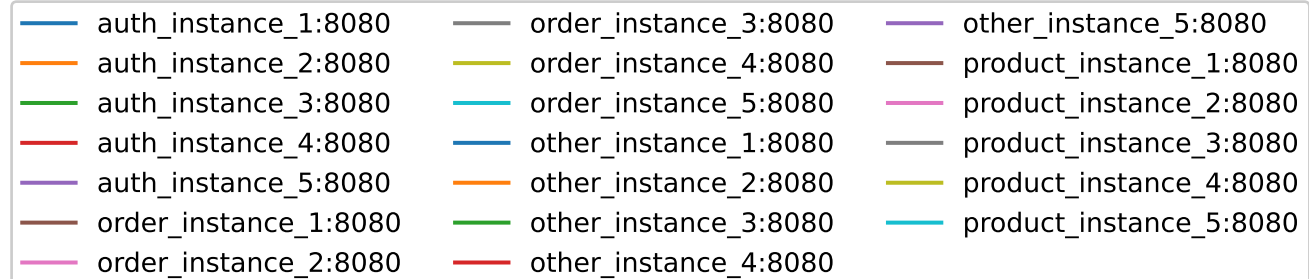 auth_instance_1:8080
auth_instance_2:8080
auth_instance_3:8080
auth_instance_4:8080
auth_instance_5:8080
order_instance_1:8080
order_instance_2:8080
order_instance_3:8080
order_instance_4:8080
order_instance_5:8080
other_instance_1:8080
other_instance_2:8080
other_instance_3:8080
other_instance_4:8080
other_instance_5:8080
product_instance_1:8080
product_instance_2:8080
product_instance_3:8080
product_instance_4:8080
product_instance_5:8080